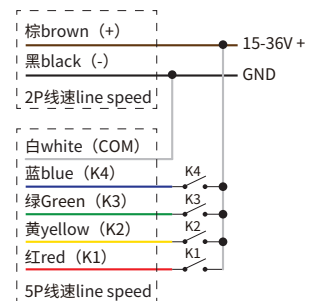 棕brown（+）
15-36V +
黑black（-）
GND
2P线速line speed
白white（COM）
蓝blue（K4）
K4
绿Green（K3）
K3
黄yellow（K2）
K2
红red（K1）
K1
5P线速line speed